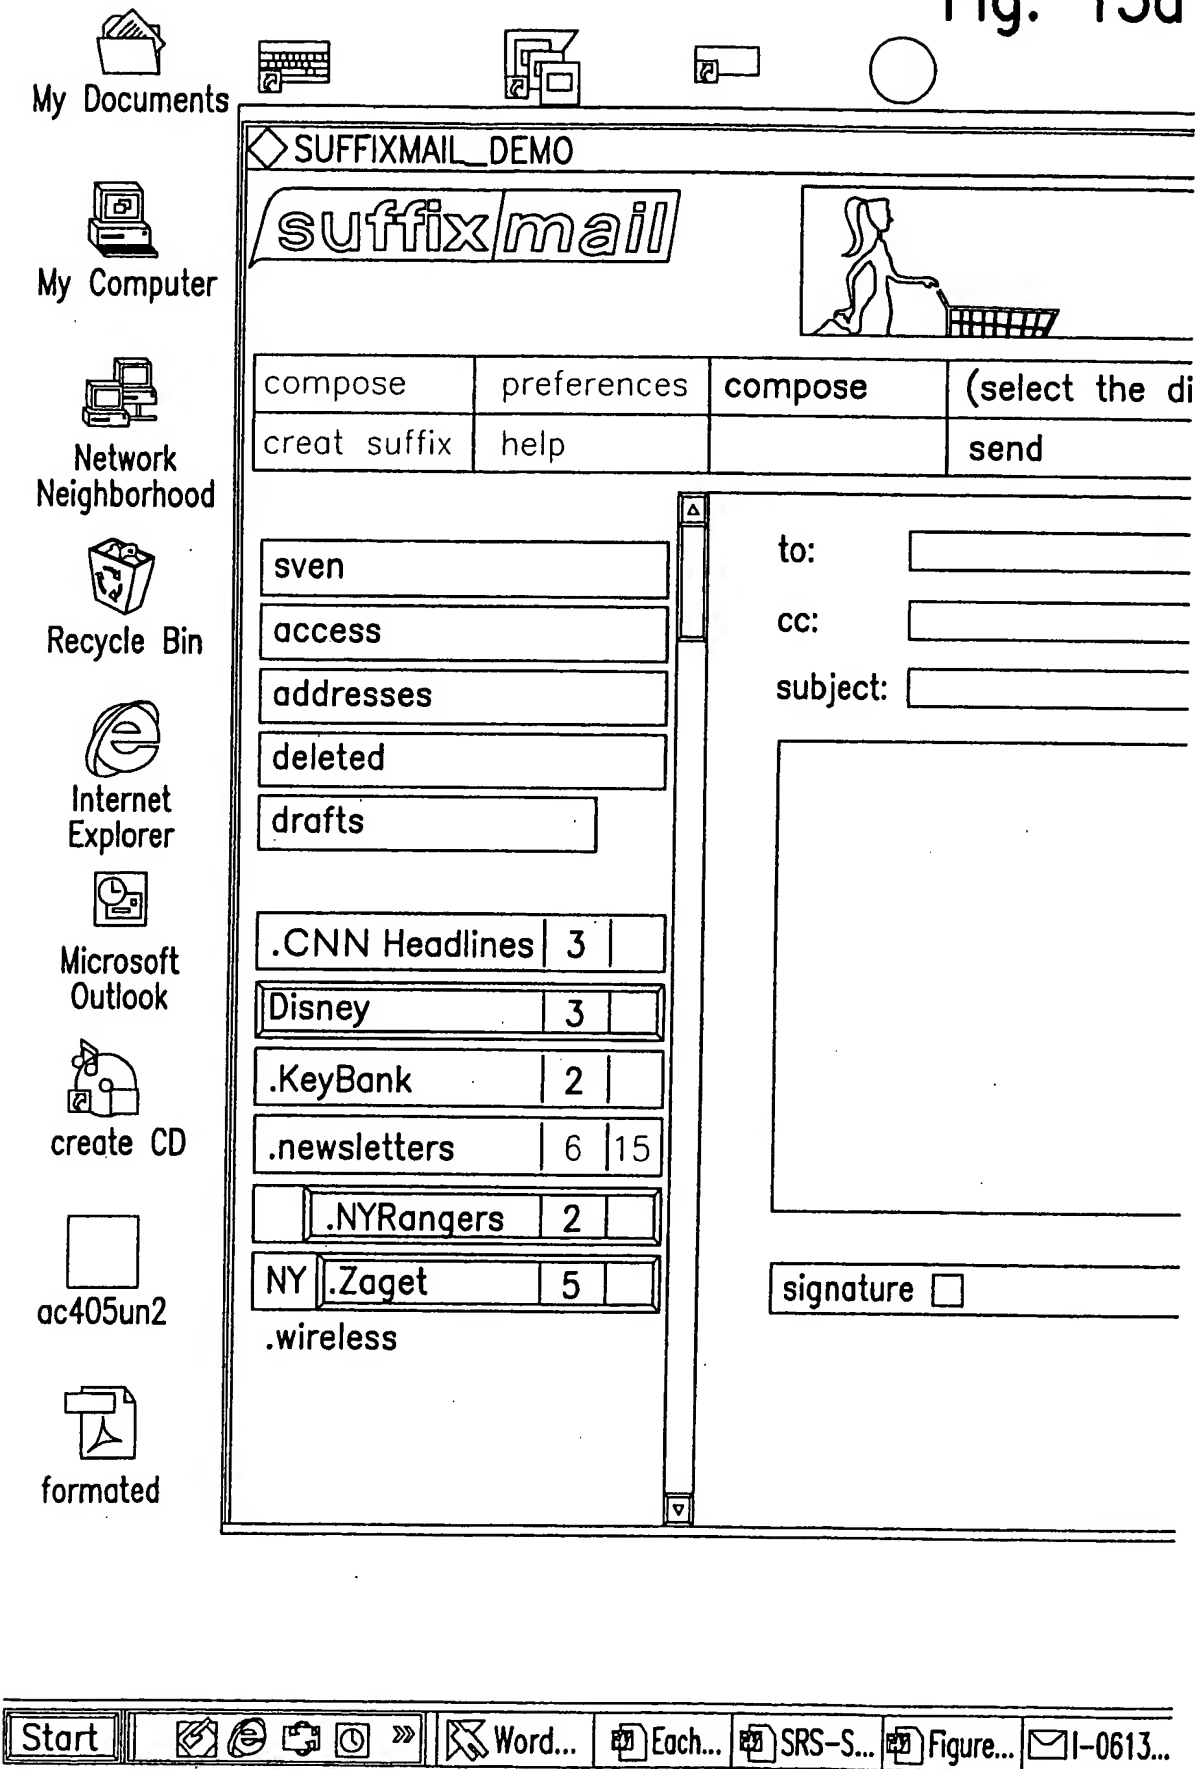 Fig. 15a
My Documents
SUFFIXMAIL_DEMO
suffix mail
My Computer
compose preferences compose (select the di
creat suffix help send
Network
Neighborhood
to:
sven
cc:
access
Recycle Bin
subject:
addresses
deleted
Internet
Explorer
drafts
.CNN Headlines 3
Microsoft
Outlook
Disney 3
.KeyBank 2
create CD
.newsletters 6 15
.NYRangers 2
NY .Zaget 5
signature
ac405un2
.wireless
formated
Start Word... Each... SRS-S... Figure... I-0613...